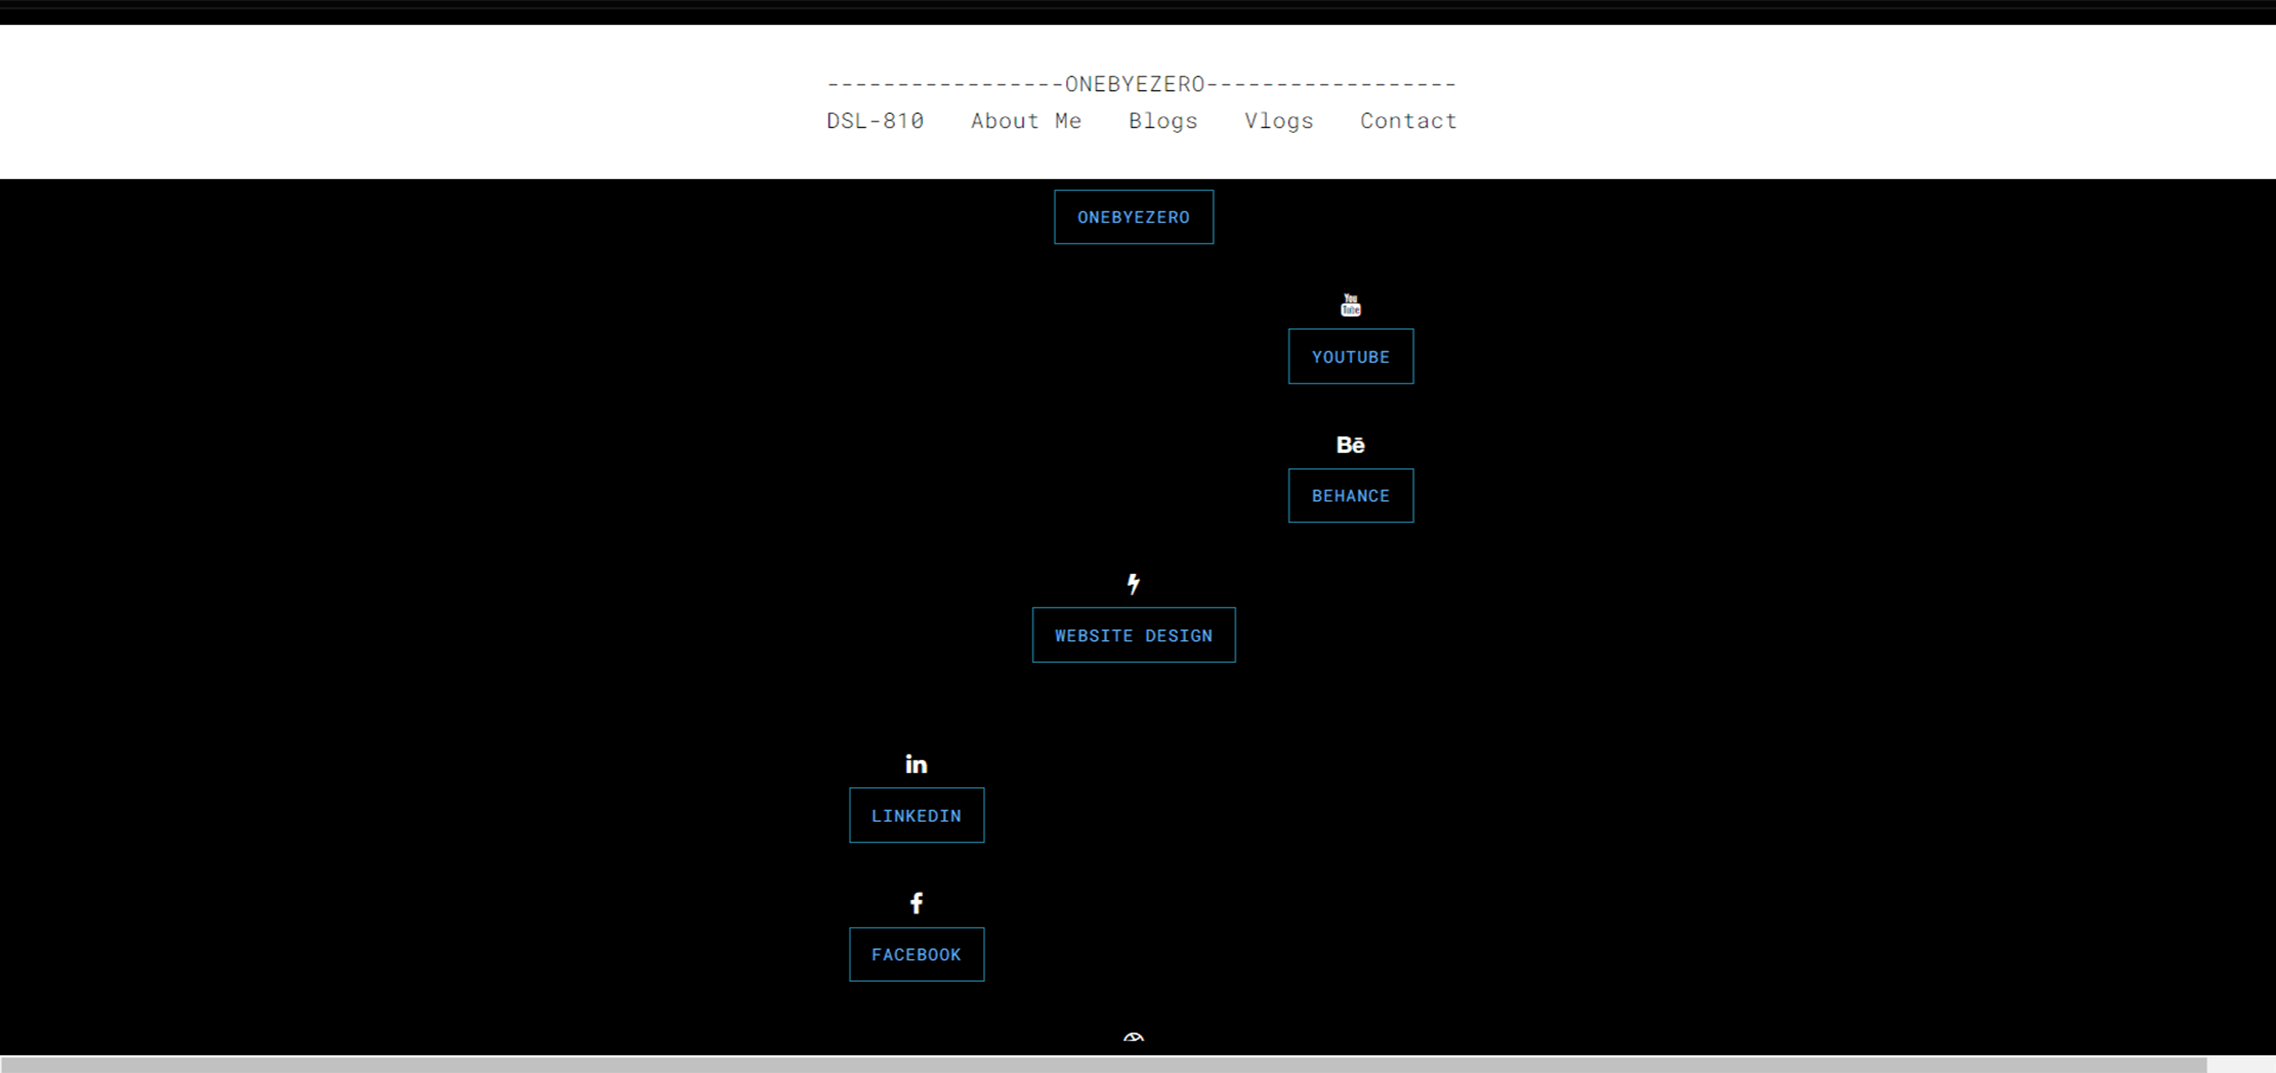 -----------------ONEBYEZERO------------------
DSL-810 About Me Blogs Vlogs Contact
ONEBYEZERO
You
Tube
YOUTUBE
Bē
BEHANCE
WEBSITE DESIGN
in
LINKEDIN
f
FACEBOOK